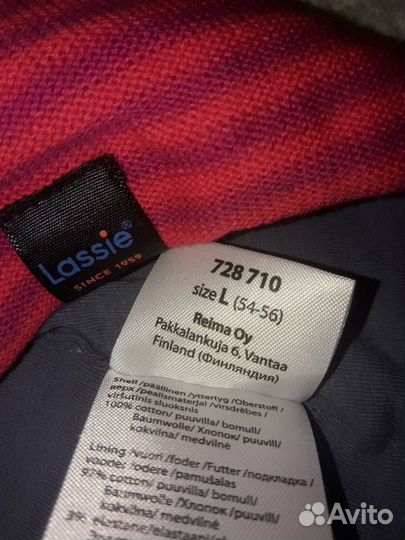 Lassie®
SINCE 1959
728 710
size L (54-56)
Reima Oy
Pakkalankuja 6, Vantaa
Finland (Финляндия)
Shell /päällinen /yttertyg /Oberstoff /
верх /pealismaterjal /virsdrēbes/
viršutinis sluoksnis
100% cotton/ puuvilla/ bomull/
Baumwolle/ Хлопок/ puuvill/
kokvilna/ medvilnė
Lining /vuori /foder /Futter /подкладка /
vooder /odere /pamušalas
97% cotton/ puuvilla/ bomull/
Baumwolle/ Хлопок/ puuvill/
kokvilna/ medvilnė
3% elastane/elastaani/
Avito